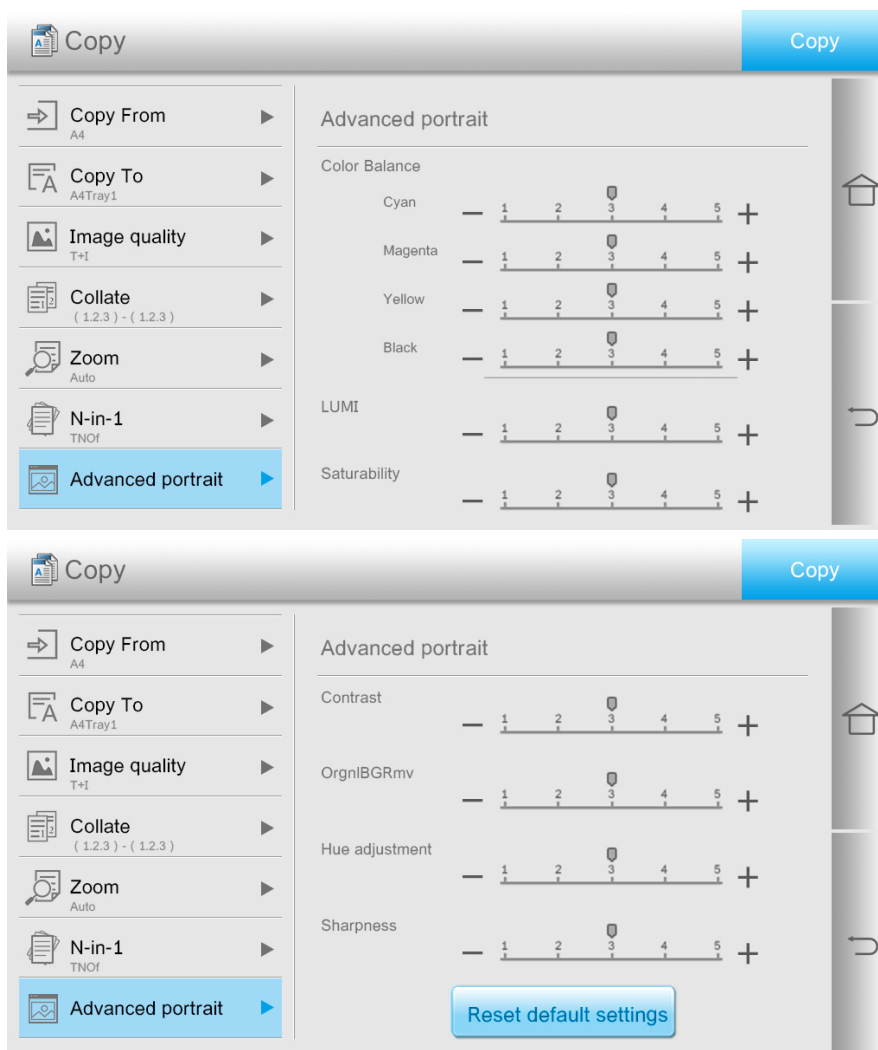 Copy
Copy
Copy From
A4
Copy To
A4Tray1
Image quality
T+I
Collate
( 1.2.3 ) - ( 1.2.3 )
Zoom
Auto
N-in-1
TNOf
Advanced portrait
Advanced portrait
Color Balance
Cyan
— 1 2 3 4 5 +
Magenta
— 1 2 3 4 5 +
Yellow
— 1 2 3 4 5 +
Black
— 1 2 3 4 5 +
LUMI
— 1 2 3 4 5 +
Saturability
— 1 2 3 4 5 +
Copy
Copy
Copy From
A4
Copy To
A4Tray1
Image quality
T+I
Collate
( 1.2.3 ) - ( 1.2.3 )
Zoom
Auto
N-in-1
TNOf
Advanced portrait
Advanced portrait
Contrast
— 1 2 3 4 5 +
OrgnlBGRmv
— 1 2 3 4 5 +
Hue adjustment
— 1 2 3 4 5 +
Sharpness
— 1 2 3 4 5 +
Reset default settings